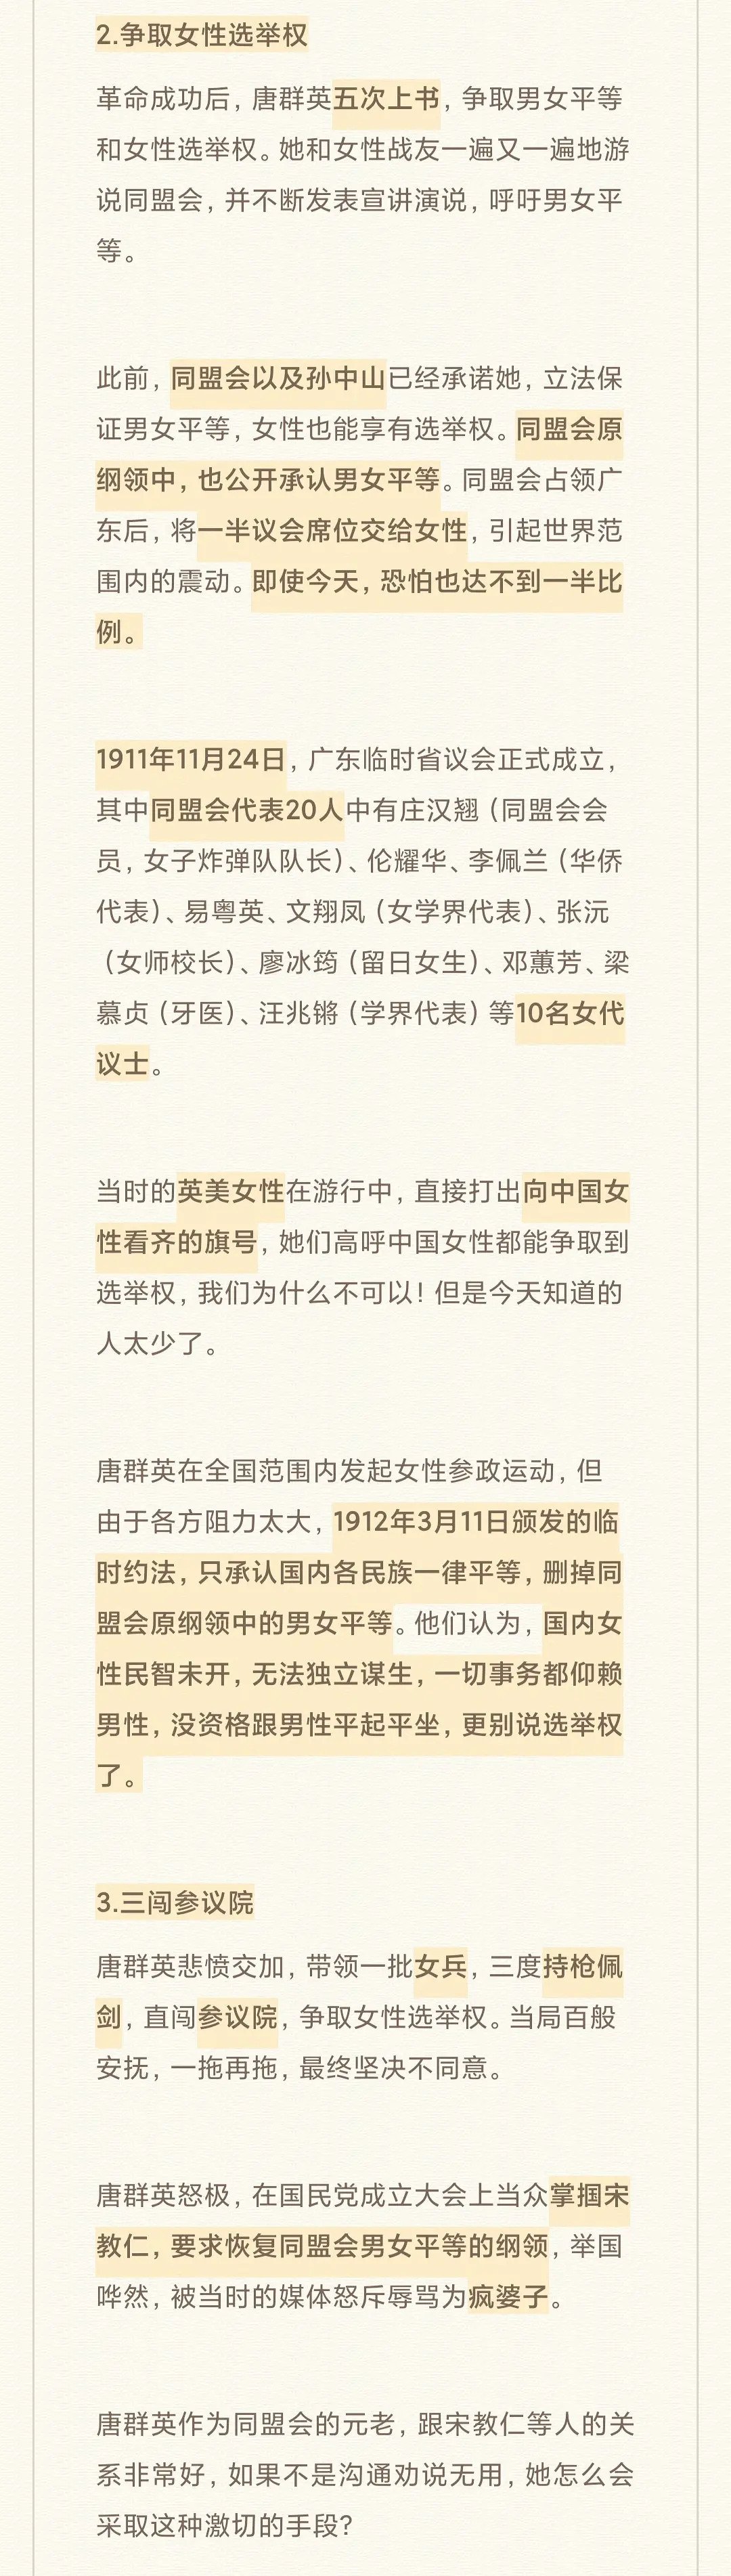 2.争取女性选举权
革命成功后，唐群英五次上书，争取男女平等
和女性选举权。她和女性战友一遍又一遍地游
说同盟会，并不断发表宣讲演说，呼吁男女平
等。
此前，同盟会以及孙中山已经承诺她，立法保
证男女平等，女性也能享有选举权。同盟会原
纲领中，也公开承认男女平等。同盟会占领广
东后，将一半议会席位交给女性，引起世界范
围内的震动。即使今天，恐怕也达不到一半比
例。
1911年11月24日，广东临时省议会正式成立，
其中同盟会代表20人中有庄汉翘（同盟会会
员，女子炸弹队队长）、伦耀华、李佩兰（华侨
代表）、易粤英、文翔凤（女学界代表）、张沅
（女师校长）、廖冰筠（留日女生）、邓蕙芳、梁
慕贞（牙医）、汪兆锵（学界代表）等10名女代
议士。
当时的英美女性在游行中，直接打出向中国女
性看齐的旗号，她们高呼中国女性都能争取到
选举权，我们为什么不可以！但是今天知道的
人太少了。
唐群英在全国范围内发起女性参政运动，但
由于各方阻力太大，1912年3月11日颁发的临
时约法，只承认国内各民族一律平等，删掉同
盟会原纲领中的男女平等。他们认为，国内女
性民智未开，无法独立谋生，一切事务都仰赖
男性，没资格跟男性平起平坐，更别说选举权
了。
3.三闯参议院
唐群英悲愤交加，带领一批女兵，三度持枪佩
剑，直闯参议院，争取女性选举权。当局百般
安抚，一拖再拖，最终坚决不同意。
唐群英怒极，在国民党成立大会上当众掌掴宋
教仁，要求恢复同盟会男女平等的纲领，举国
哗然，被当时的媒体怒斥辱骂为疯婆子。
唐群英作为同盟会的元老，跟宋教仁等人的关
系非常好，如果不是沟通劝说无用，她怎么会
采取这种激切的手段？